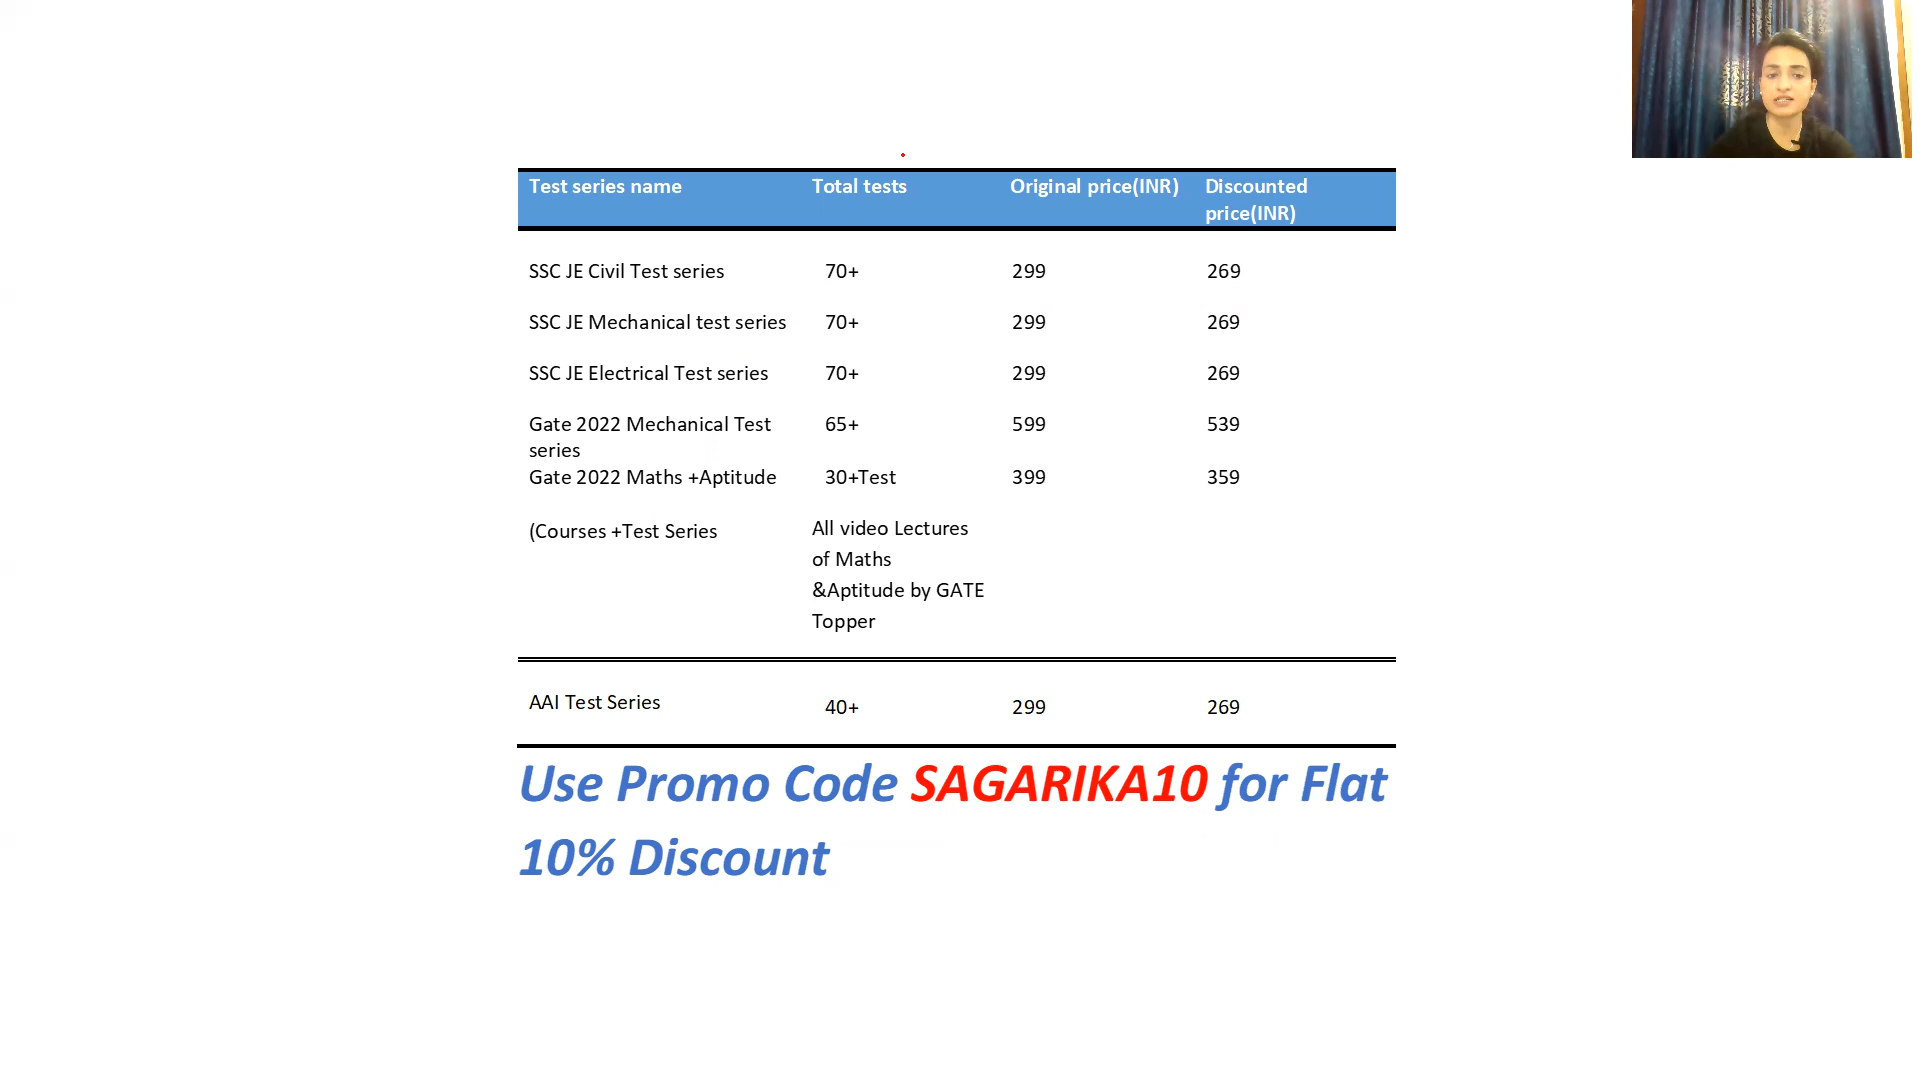 Test series name Total tests Original price(INR) Discounted
price(INR)
SSC JE Civil Test series 70+ 299 269
SSC JE Mechanical test series 70+ 299 269
SSC JE Electrical Test series 70+ 299 269
Gate 2022 Mechanical Test 65+ 599 539
series
Gate 2022 Maths +Aptitude 30+Test 399 359
(Courses +Test Series All video Lectures
of Maths
&Aptitude by GATE
Topper
AAI Test Series 40+ 299 269
Use Promo Code SAGARIKA10 for Flat
10% Discount